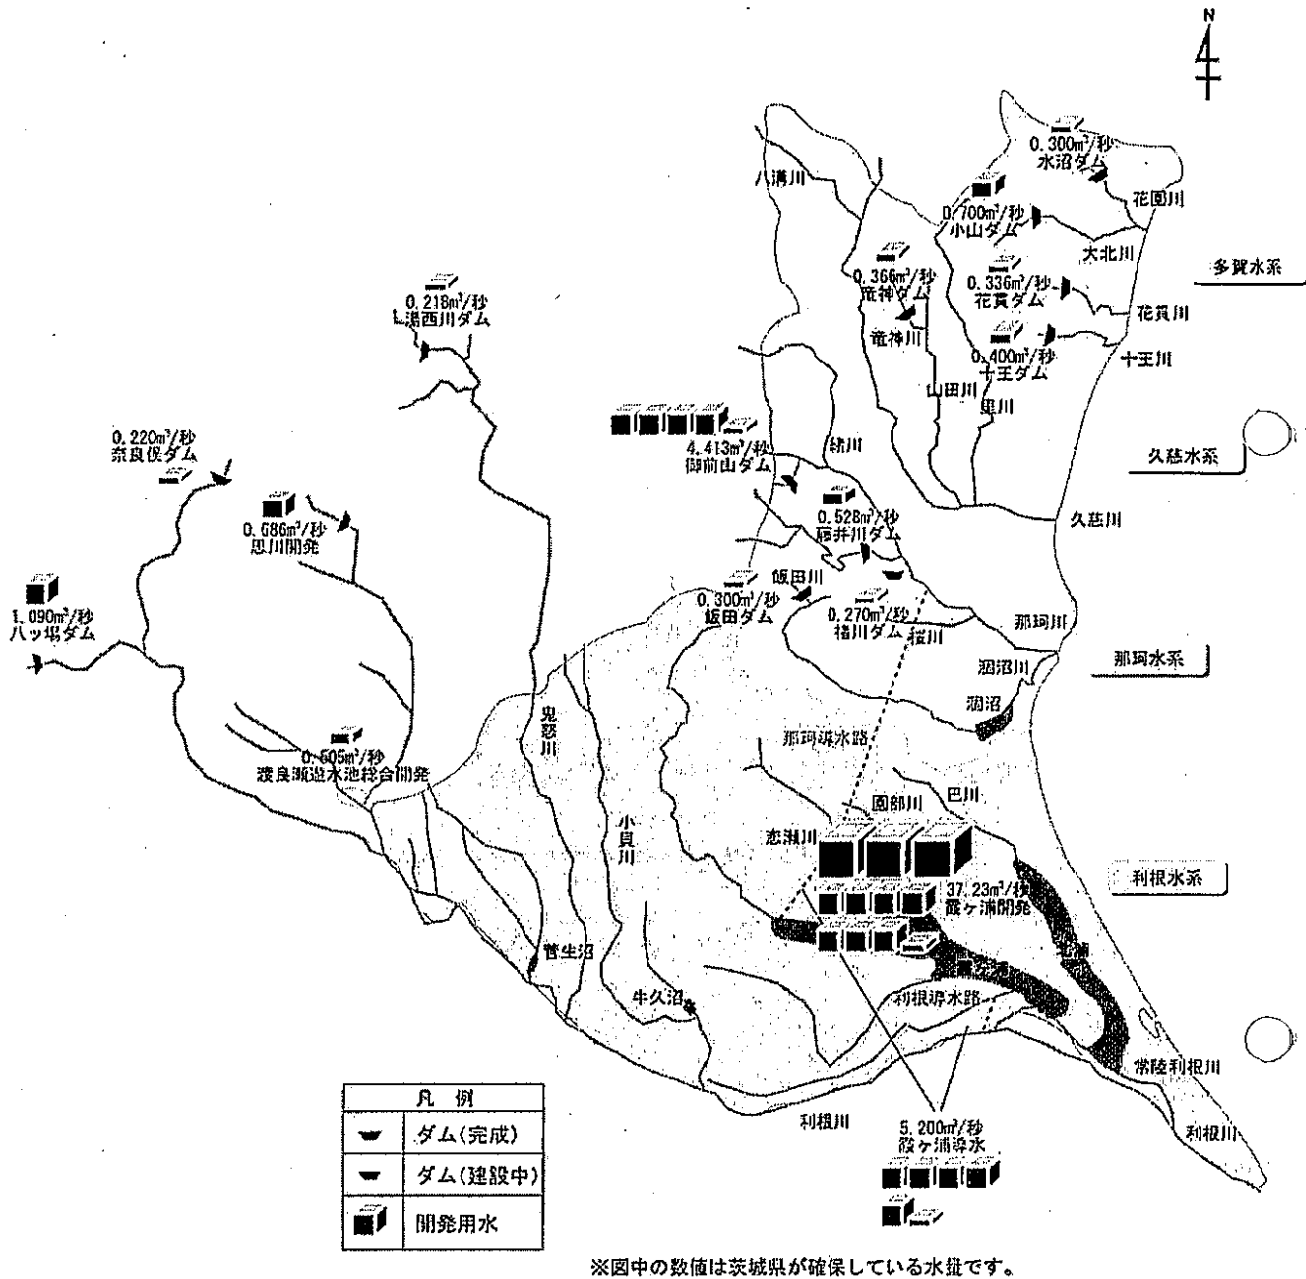 N
0.300m³/秒
水沼ダム
八溝川
花園川
0.700m³/秒
小山ダム
大北川
多賀水系
0.366m³/秒
竜神ダム
0.336m³/秒
花貫ダム
0.218m³/秒
湯西川ダム
花貫川
竜神川
0.400m³/秒
十王ダム
十王川
山田川
里川
0.220m³/秒
奈良俣ダム
4.413m³/秒
御前山ダム
緒川
久慈水系
0.686m³/秒
思川開発
0.528m³/秒
藤井川ダム
久慈川
飯田川
1.090m³/秒
八ッ場ダム
0.300m³/秒
飯田ダム
0.270m³/秒
楮川ダム
桜川
那珂川
那珂水系
涸沼川
涸沼
鬼怒川
那珂導水路
0.505m³/秒
渡良瀬遊水池総合開発
小貝川
園部川
巴川
恋瀬川
利根水系
37.23m³/秒
霞ケ浦開発
菅生沼
北浦
霞ケ浦
牛久沼
利根導水路
常陸利根川
利根川
5.200m³/秒
霞ケ浦導水
利根川
凡 例
ダム(完成)
ダム(建設中)
開発用水
※図中の数値は茨城県が確保している水量です。